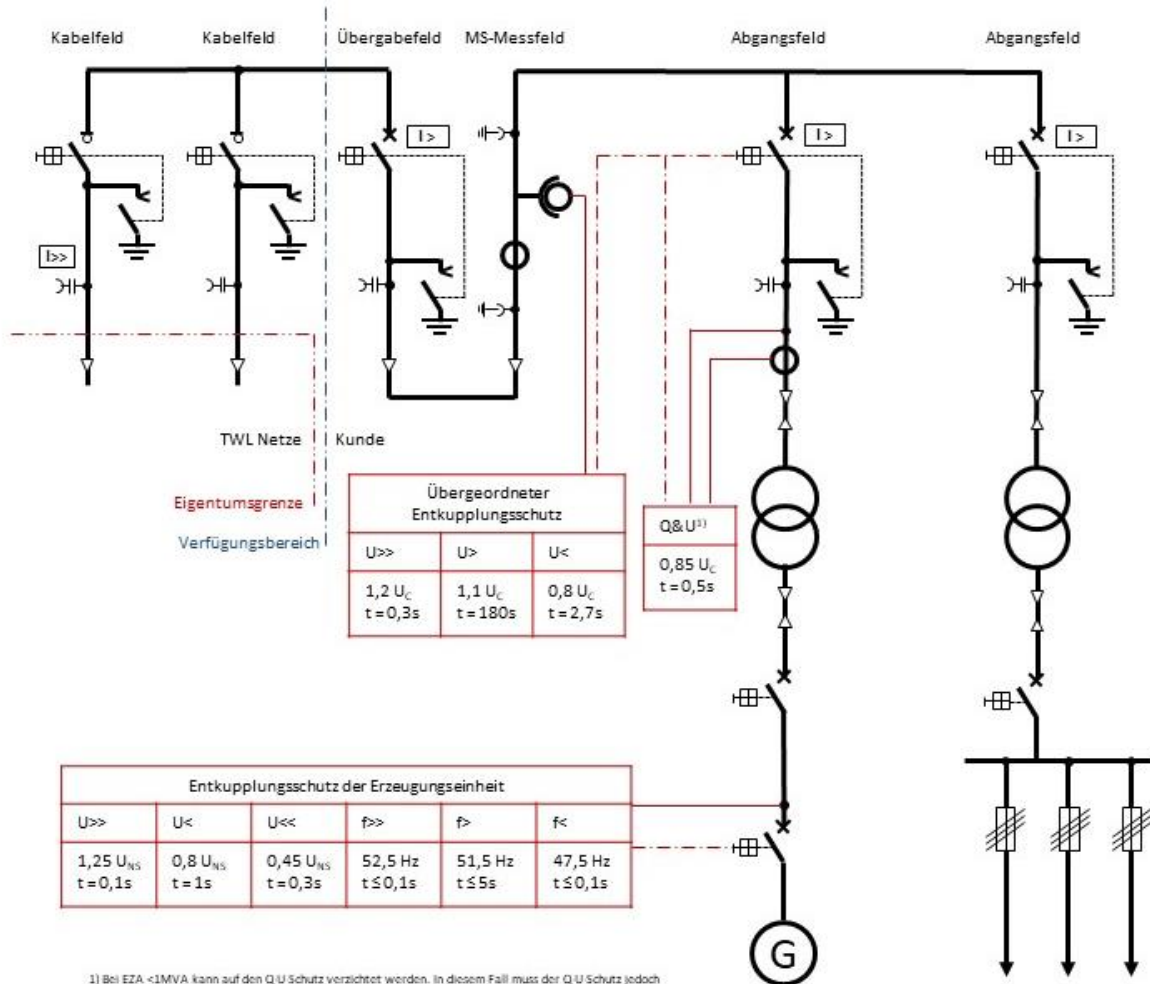 Kabelfeld Kabelfeld Übergabefeld MS-Messfeld Abgangsfeld Abgangsfeld
I> I> I>
I>>
TWL Netze Kunde
Eigentumsgrenze
Verfügungsbereich
Übergeordneter
Entkupplungsschutz
U>> U> U<
1,2 U_C 1,1 U_C 0,8 U_C
t = 0,3s t = 180s t = 2,7s
Q&U¹⁾
0,85 U_C
t = 0,5s
Entkupplungsschutz der Erzeugungseinheit
U>> U< U<< f>> f> f<
1,25 U_NS 0,8 U_NS 0,45 U_NS 52,5 Hz 51,5 Hz 47,5 Hz
t = 0,1s t = 1s t = 0,3s t ≤ 0,1s t ≤ 5s t ≤ 0,1s
G
1) Bei EZA <1MVA kann auf den Q-U-Schutz verzichtet werden. In diesem Fall muss der Q-U-Schutz jedoch